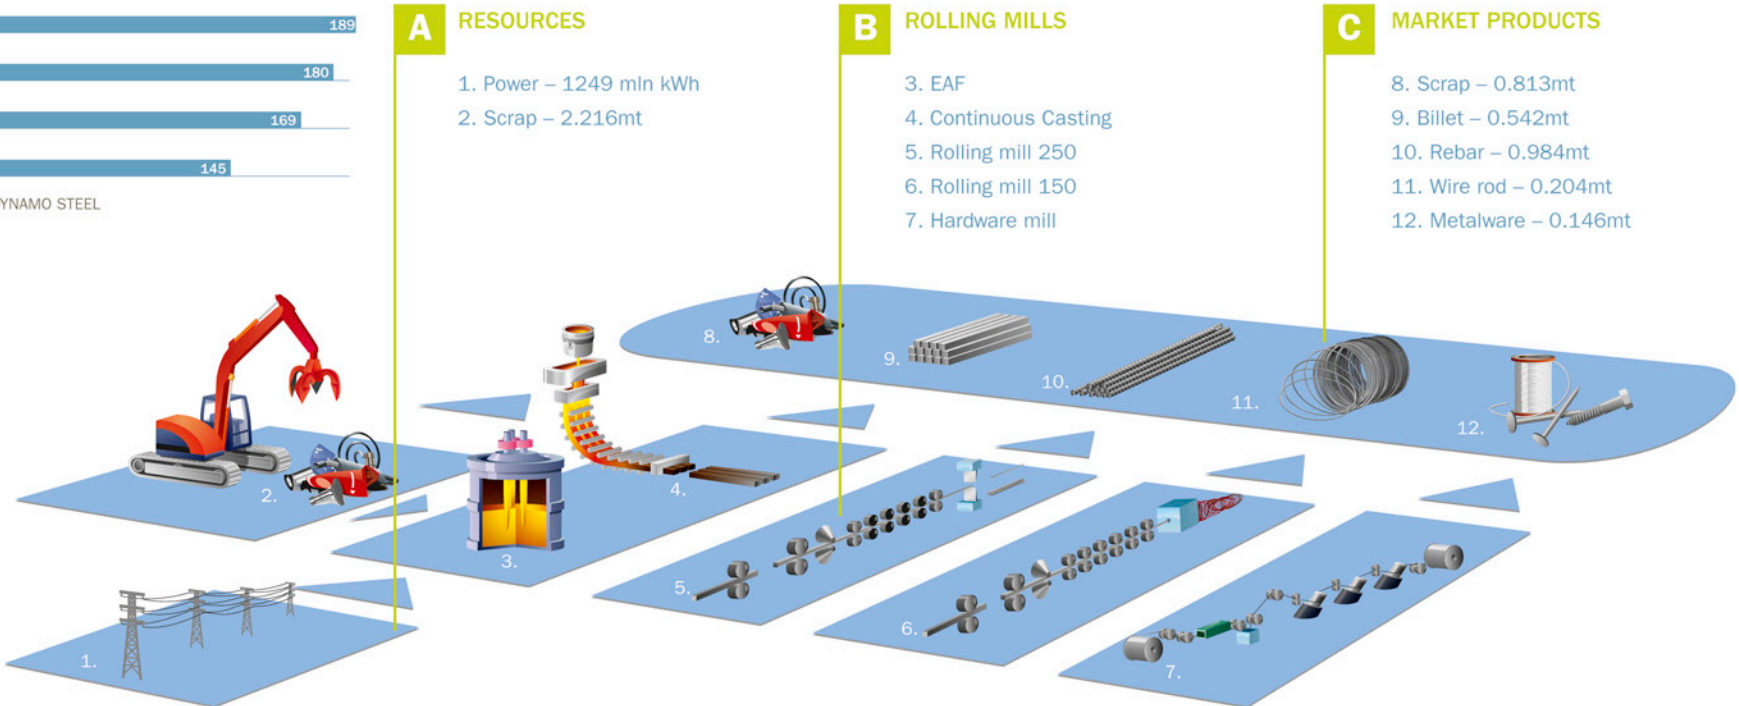 189
180
169
145
YNAMO STEEL
A RESOURCES
1. Power – 1249 mln kWh
2. Scrap – 2.216mt
B ROLLING MILLS
3. EAF
4. Continuous Casting
5. Rolling mill 250
6. Rolling mill 150
7. Hardware mill
C MARKET PRODUCTS
8. Scrap – 0.813mt
9. Billet – 0.542mt
10. Rebar – 0.984mt
11. Wire rod – 0.204mt
12. Metalware – 0.146mt
8.
9.
10.
11.
12.
2.
4.
3.
5.
6.
1.
7.